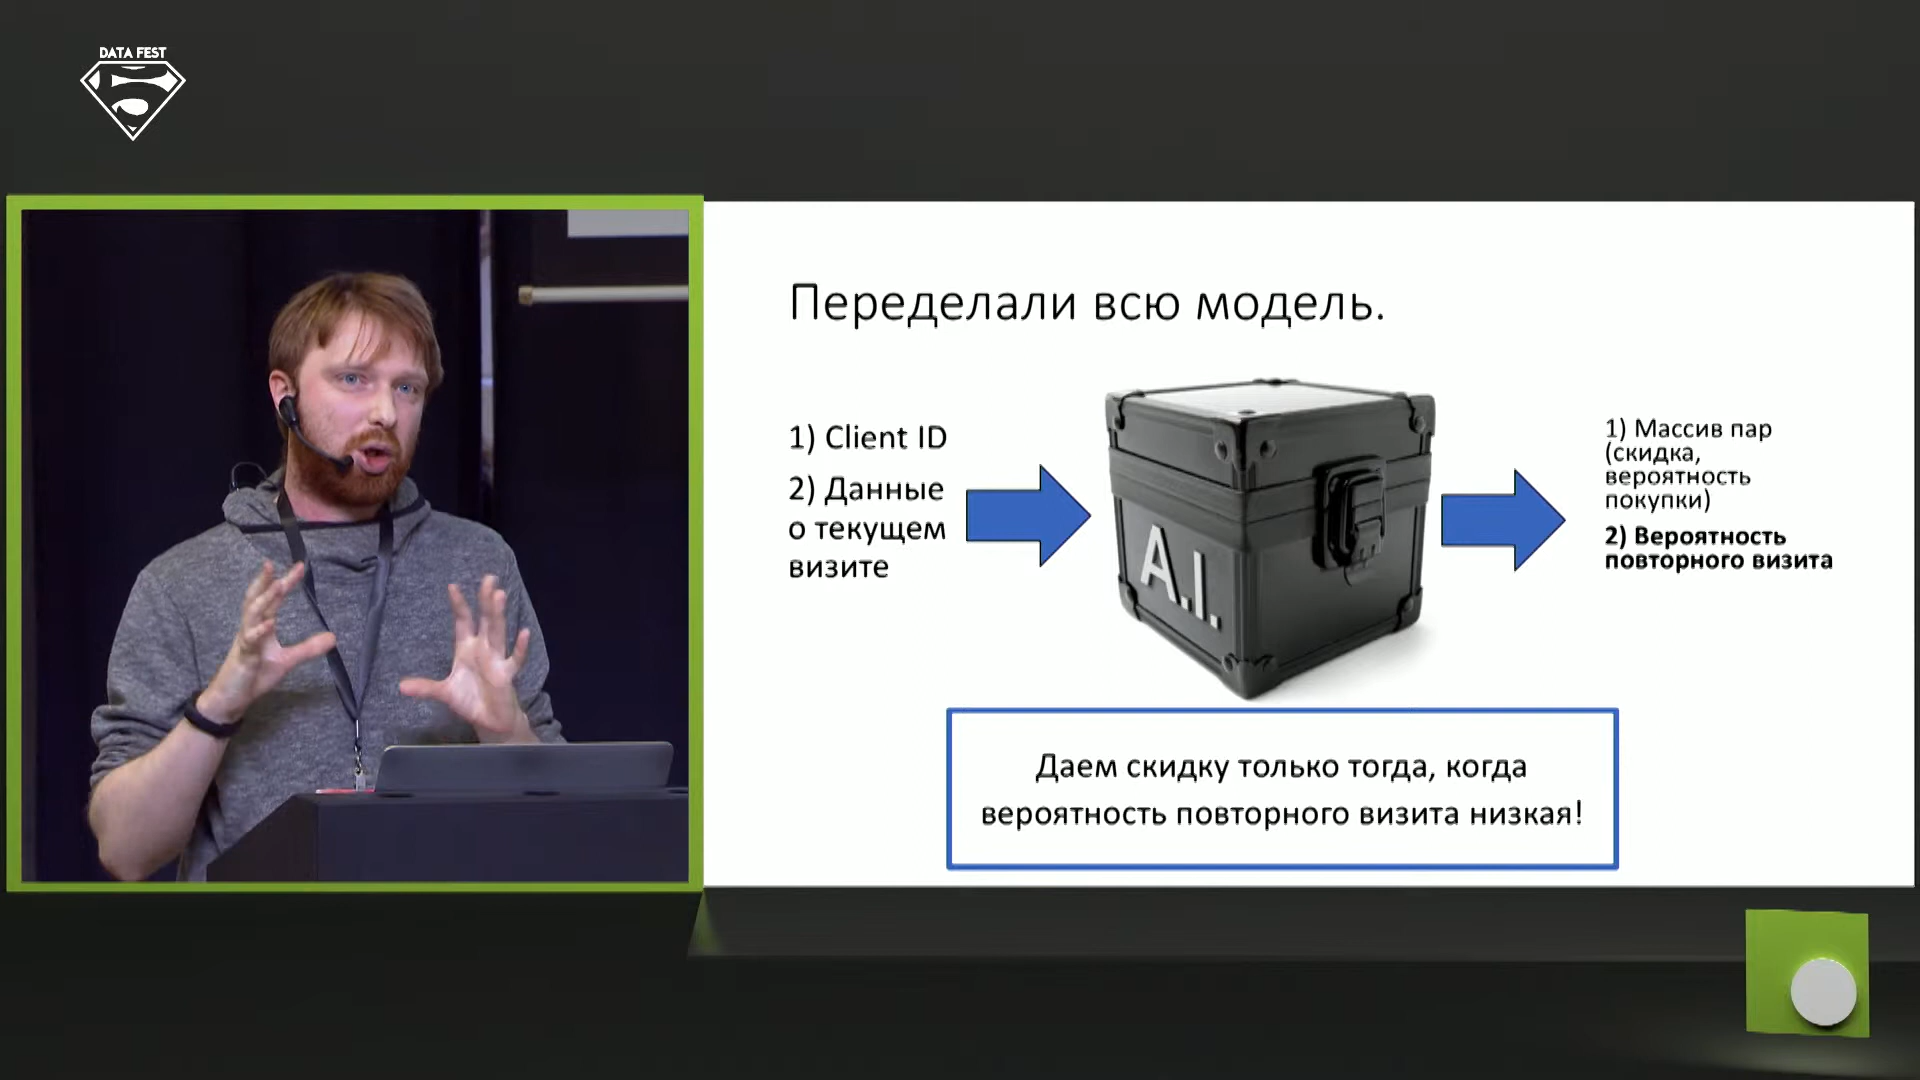 DATA FEST
Переделали всю модель.
1) Client ID
2) Данные
о текущем
визите
A.I.
1) Массив пар
(скидка,
вероятность
покупки)
2) Вероятность
повторного визита
Даем скидку только тогда, когда
вероятность повторного визита низкая!